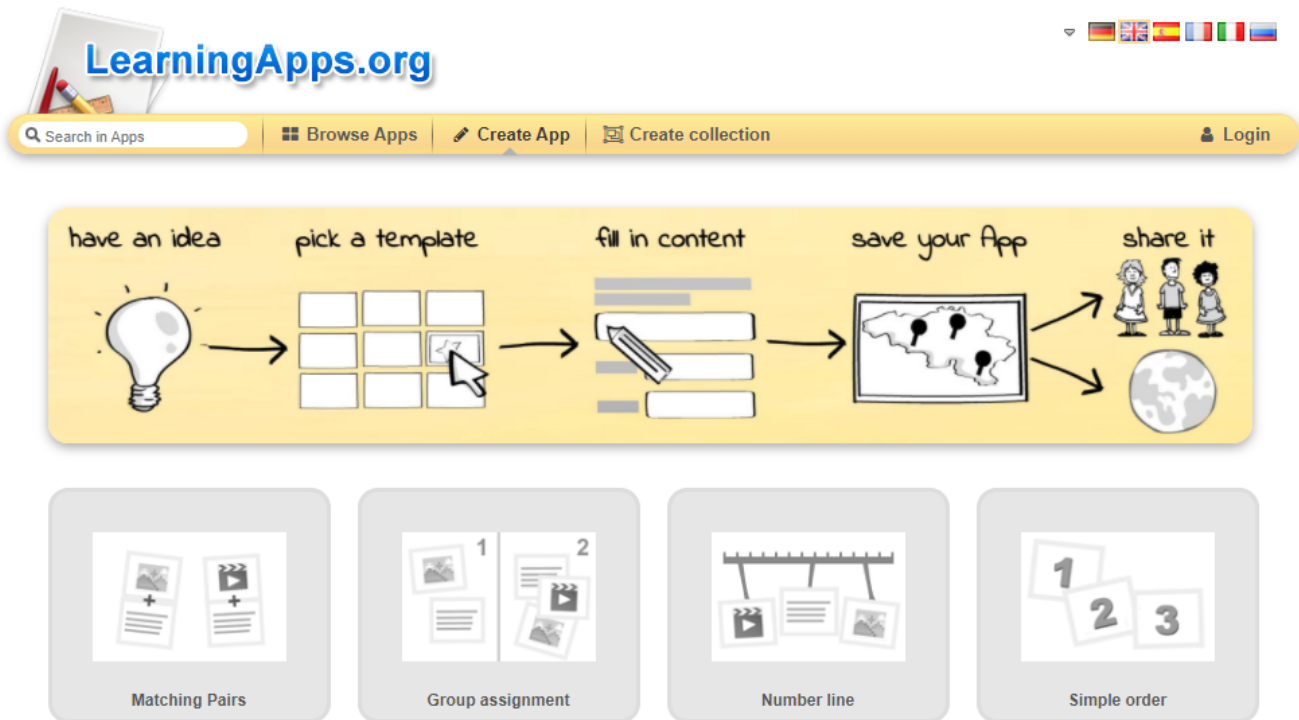 LearningApps.org
Search in Apps
Browse Apps
Create App
Create collection
Login
have an idea
pick a template
fill in content
save your App
share it
1
2
1
2
3
Matching Pairs
Group assignment
Number line
Simple order